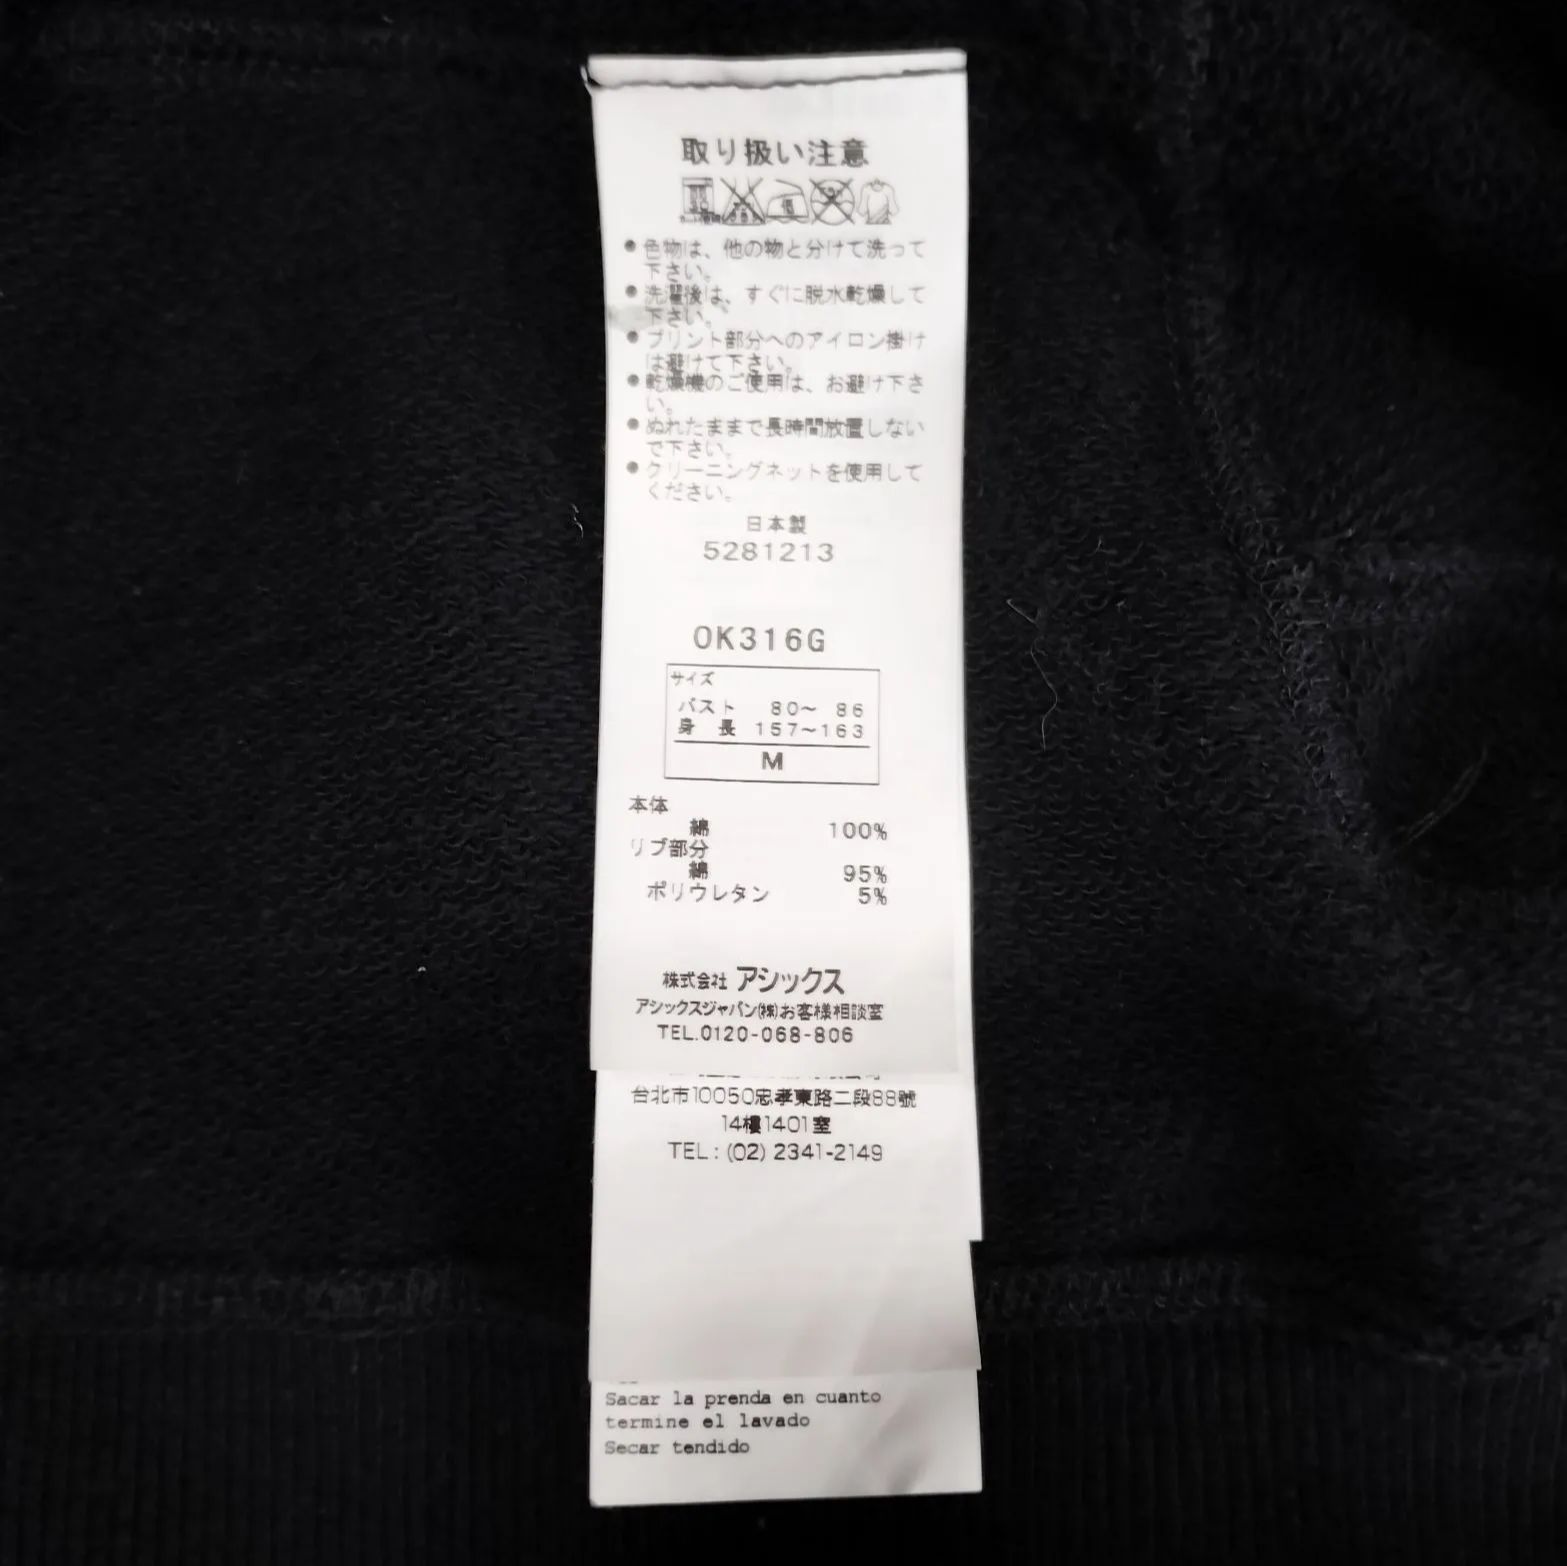 取り扱い注意
● 色物は、他の物と分けて洗って
下さい。
● 洗濯後は、すぐに脱水乾燥して
下さい。
● プリント部分へのアイロン掛け
は避けて下さい。
● 乾燥機のご使用は、お避け下さ
い。
● ぬれたままで長時間放置しない
で下さい。
● クリーニングネットを使用して
ください。
日本製
5281213
OK316G
サイズ
バスト 80〜 86
身 長 157〜163
M
本体
綿 100%
リブ部分
綿 95%
ポリウレタン 5%
株式会社 アシックス
アシックスジャパン(株)お客様相談室
TEL.0120-068-806
台北市10050忠孝東路二段88號
14樓1401室
TEL : (02) 2341-2149
Sacar la prenda en cuanto
termine el lavado
Secar tendido